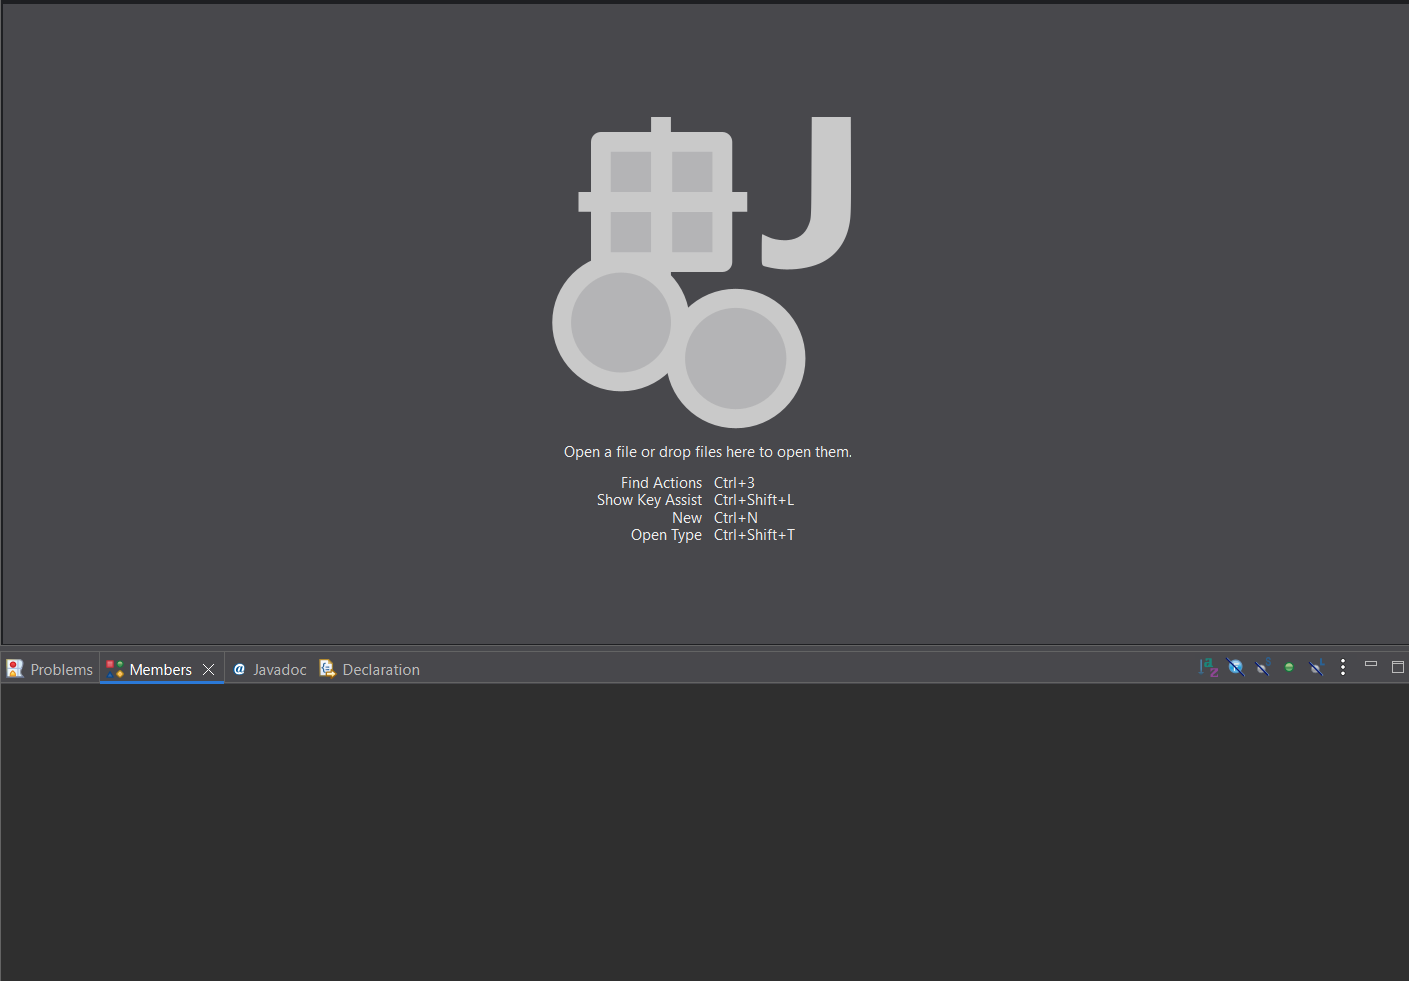 J
Open a file or drop files here to open them.
Find Actions Ctrl+3
Show Key Assist Ctrl+Shift+L
New Ctrl+N
Open Type Ctrl+Shift+T
Problems Members Javadoc Declaration